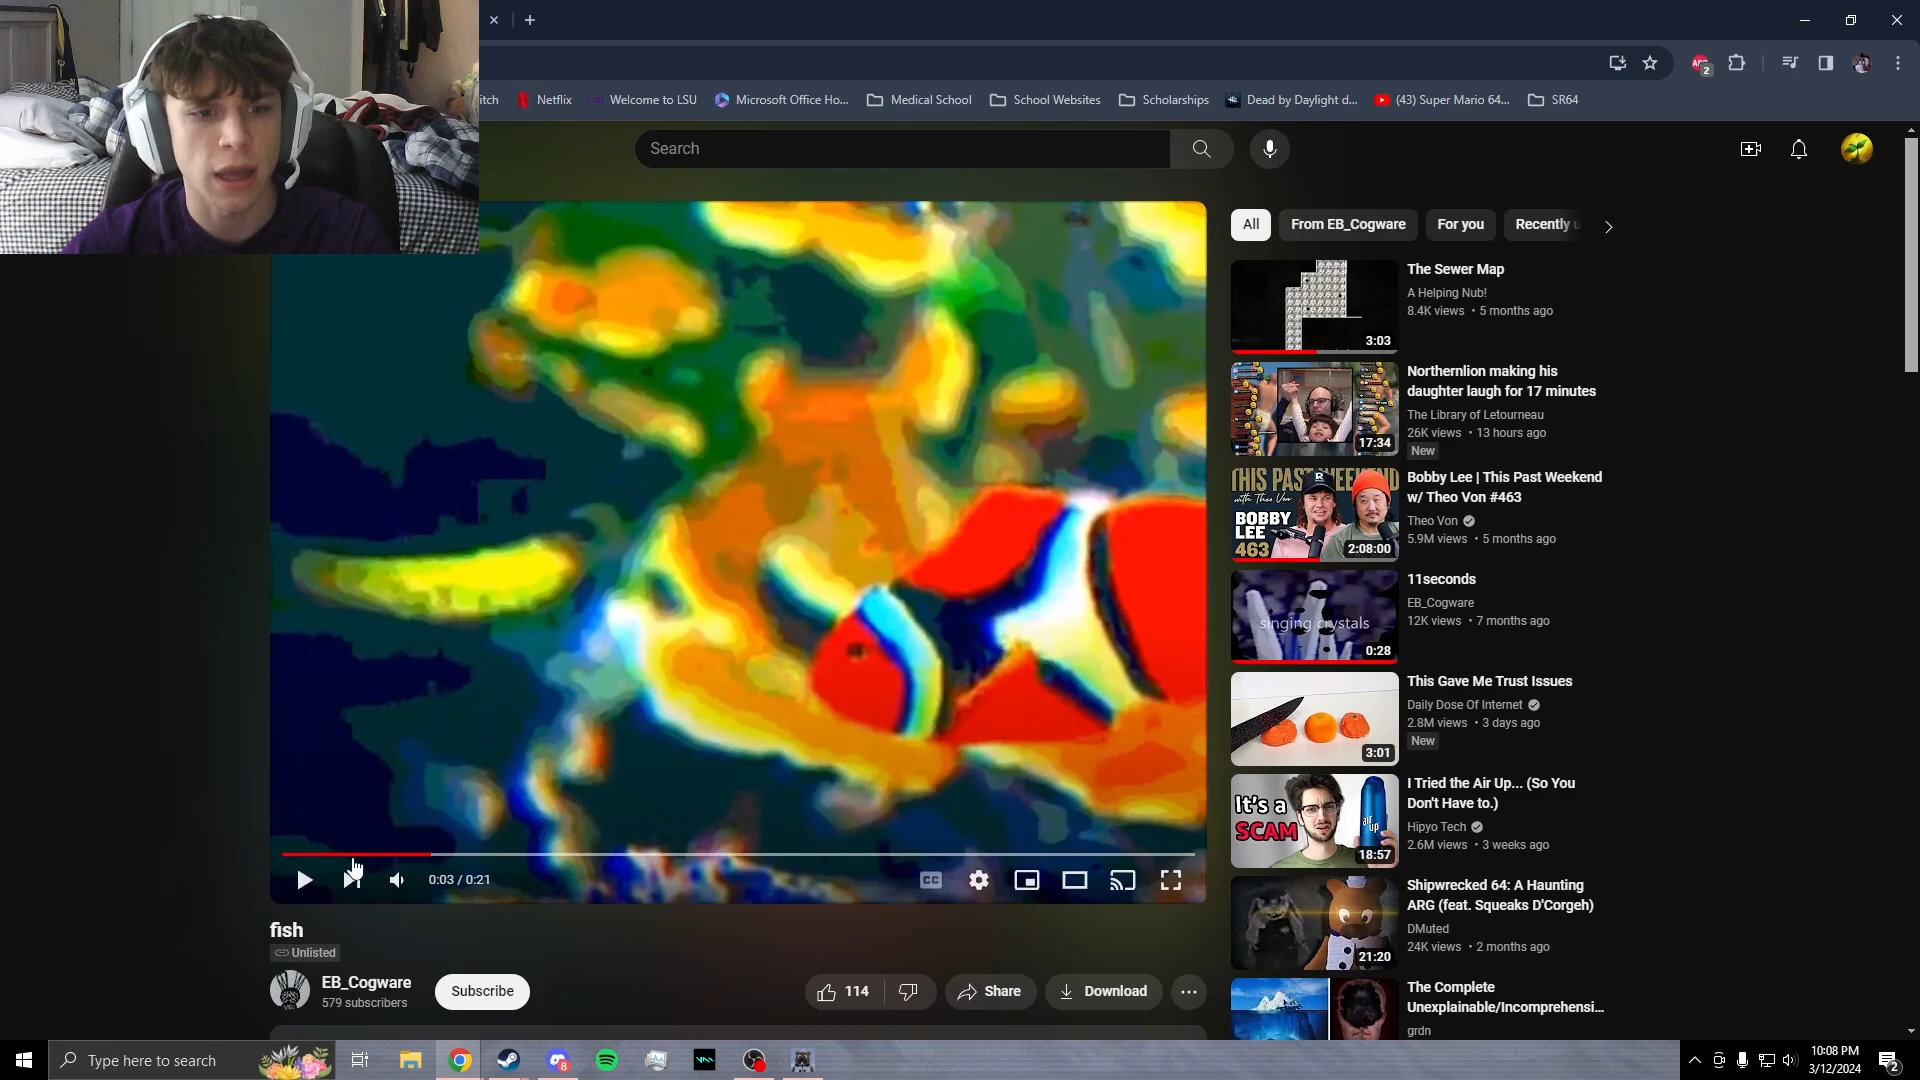 itch
Netflix
Welcome to LSU
Microsoft Office Ho...
Medical School
School Websites
Scholarships
Dead by Daylight d...
(43) Super Mario 64...
SR64
2
Search
All
From EB_Cogware
For you
Recently u
The Sewer Map
A Helping Nub!
8.4K views • 5 months ago
3:03
Northernlion making his
daughter laugh for 17 minutes
The Library of Letourneau
26K views • 13 hours ago
New
17:34
Bobby Lee | This Past Weekend
w/ Theo Von #463
Theo Von
5.9M views • 5 months ago
THIS PAST WEEKEND
with Theo Von
BOBBY
LEE
463
2:08:00
11seconds
EB_Cogware
12K views • 7 months ago
singing crystals
0:28
This Gave Me Trust Issues
Daily Dose Of Internet
2.8M views • 3 days ago
New
3:01
I Tried the Air Up... (So You
Don't Have to.)
Hipyo Tech
2.6M views • 3 weeks ago
It's a
SCAM
air
up
18:57
Shipwrecked 64: A Haunting
ARG (feat. Squeaks D'Corgeh)
DMuted
24K views • 2 months ago
21:20
The Complete
Unexplainable/Incomprehensi...
grdn
0:03 / 0:21
CC
fish
Unlisted
EB_Cogware
579 subscribers
Subscribe
114
Share
Download
Type here to search
8
10:08 PM
3/12/2024
2